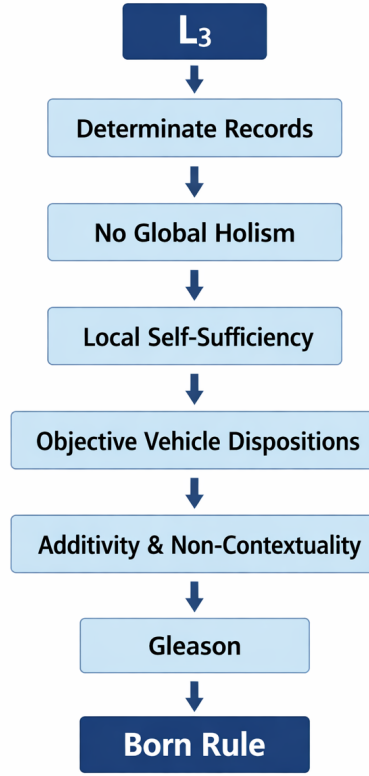 L₃
Determinate Records
No Global Holism
Local Self-Sufficiency
Objective Vehicle Dispositions
Additivity & Non-Contextuality
Gleason
Born Rule